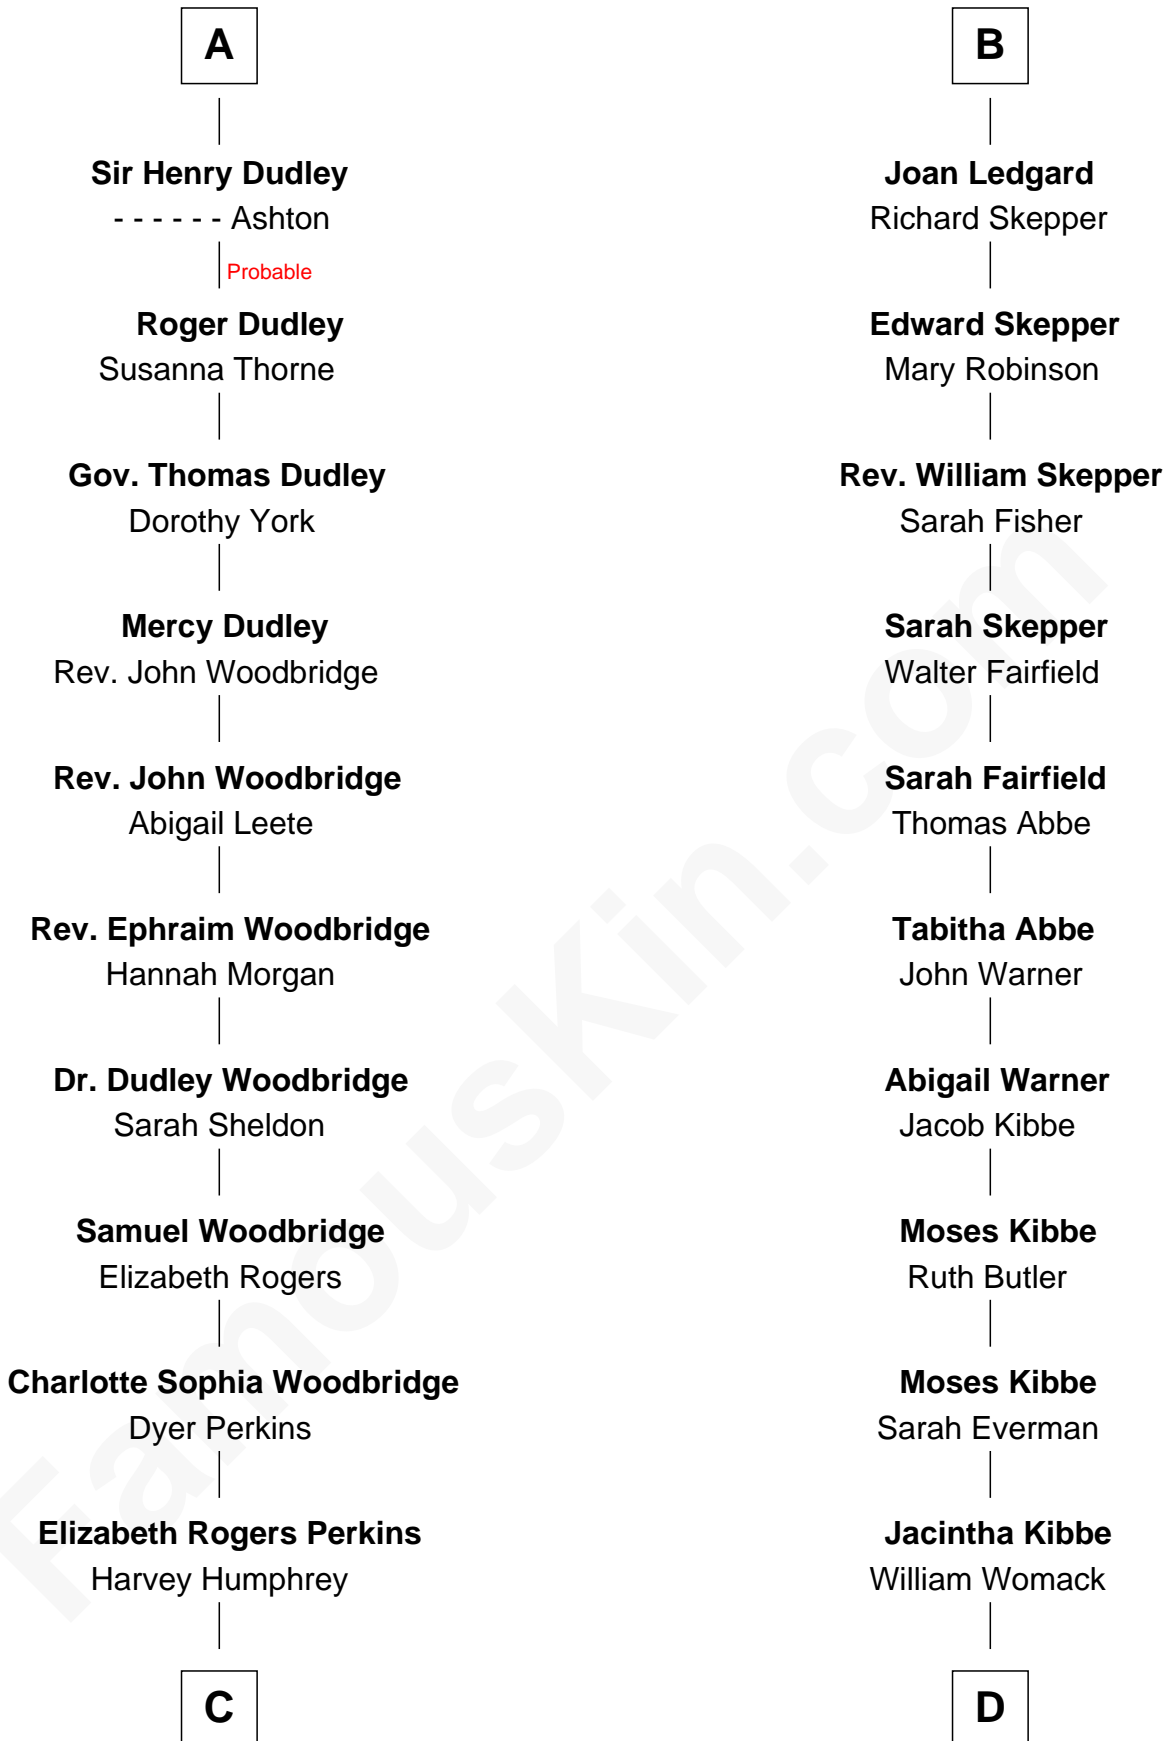 A
Sir Henry Dudley
- - - - - - Ashton
Probable
Roger Dudley
Susanna Thorne
Gov. Thomas Dudley
Dorothy York
Mercy Dudley
Rev. John Woodbridge
Rev. John Woodbridge
Abigail Leete
Rev. Ephraim Woodbridge
Hannah Morgan
Dr. Dudley Woodbridge
Sarah Sheldon
Samuel Woodbridge
Elizabeth Rogers
Charlotte Sophia Woodbridge
Dyer Perkins
Elizabeth Rogers Perkins
Harvey Humphrey
C
B
Joan Ledgard
Richard Skepper
Edward Skepper
Mary Robinson
Rev. William Skepper
Sarah Fisher
Sarah Skepper
Walter Fairfield
Sarah Fairfield
Thomas Abbe
Tabitha Abbe
John Warner
Abigail Warner
Jacob Kibbe
Moses Kibbe
Ruth Butler
Moses Kibbe
Sarah Everman
Jacintha Kibbe
William Womack
D
FamousKin.com